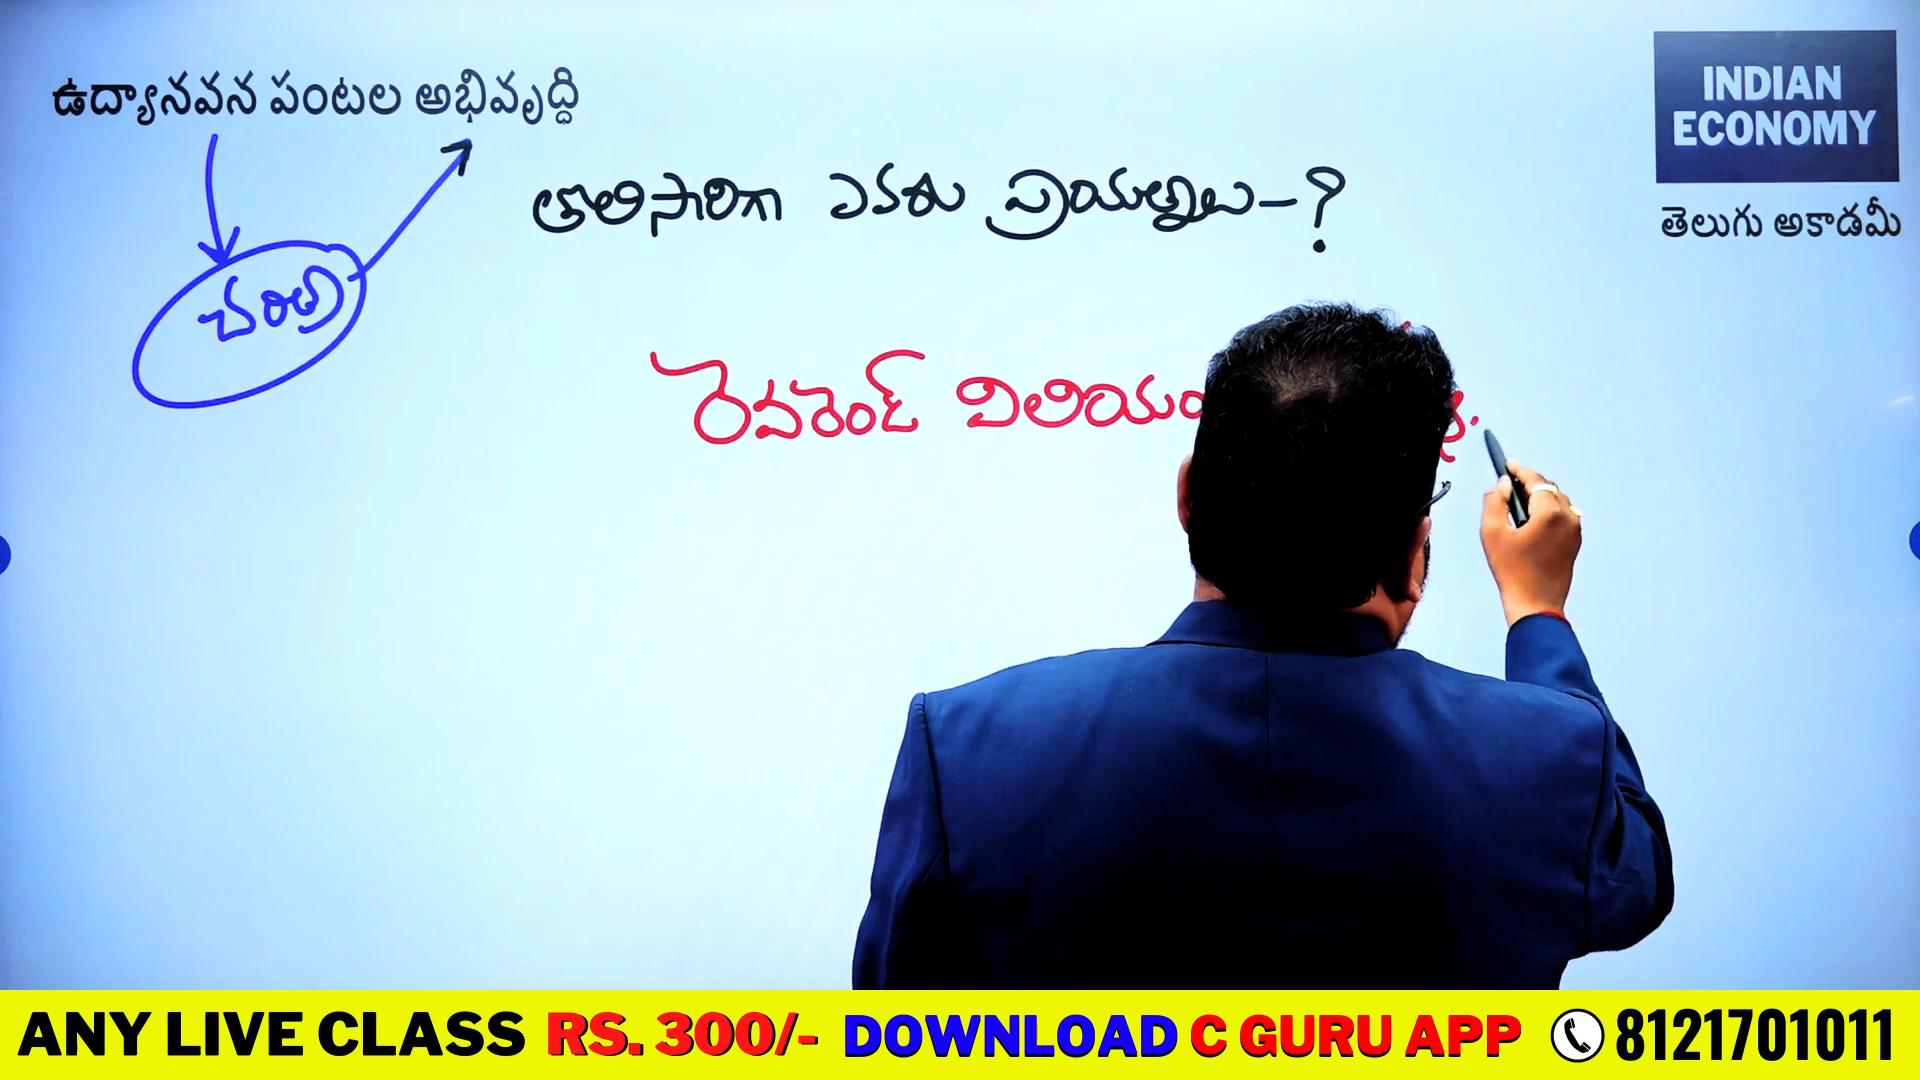 ఉద్యానవన పంటల అభివృద్ధి
INDIAN
ECONOMY
తెలుగు అకాడమీ
తొలిసారిగా ఎవరు ప్రయత్నాలు - ?
చరిత్ర
రెవరెండ్ విలియం
ANY LIVE CLASS RS. 300/- DOWNLOAD C GURU APP 8121701011